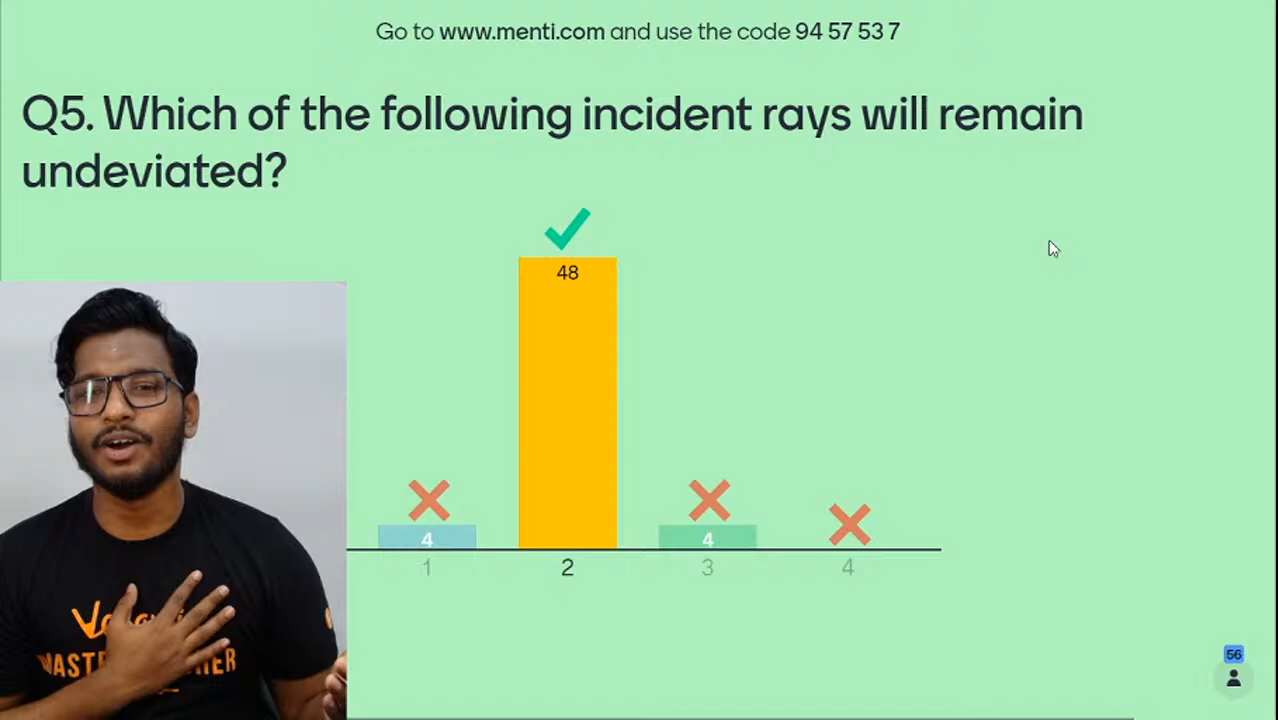 Go to www.menti.com and use the code 94 57 53 7
Q5. Which of the following incident rays will remain
undeviated?
48
4
4
1
2
3
4
56